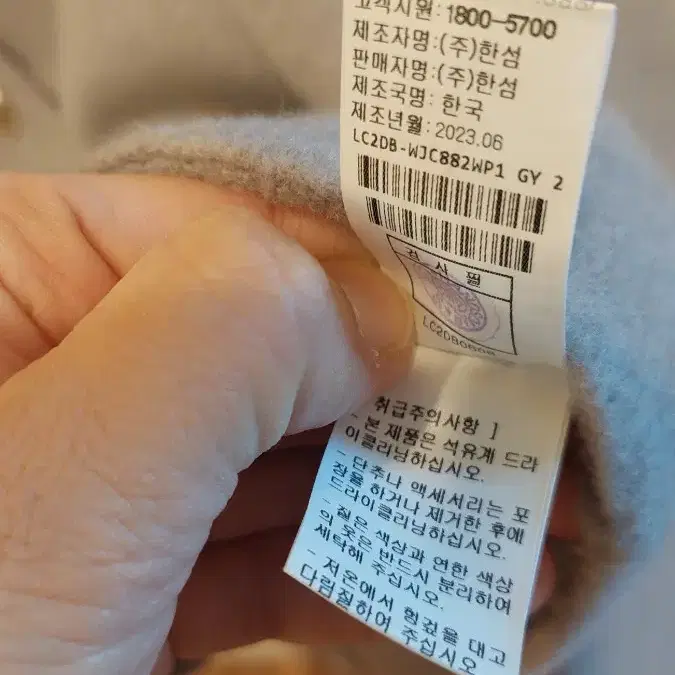 고객지원: 1800-5700
제조자명:(주)한섬
판매자명:(주)한섬
제조국명: 한국
제조년월: 2023.06
LC2DB-WJC882WP1 GY 2
검 사 필
LC2DB0608
취급주의사항 ]
- 본 제품은 석유계 드라
이클리닝하십시오.
- 단추나 액세서리는 포
장을 하거나 제거한 후에
드라이클리닝하십시오.
- 짙은 색상과 연한 색상
의 옷은 반드시 분리하여
세탁해 주십시오.
- 저온에서 헝겊을 대고
다림질하여 주십시오